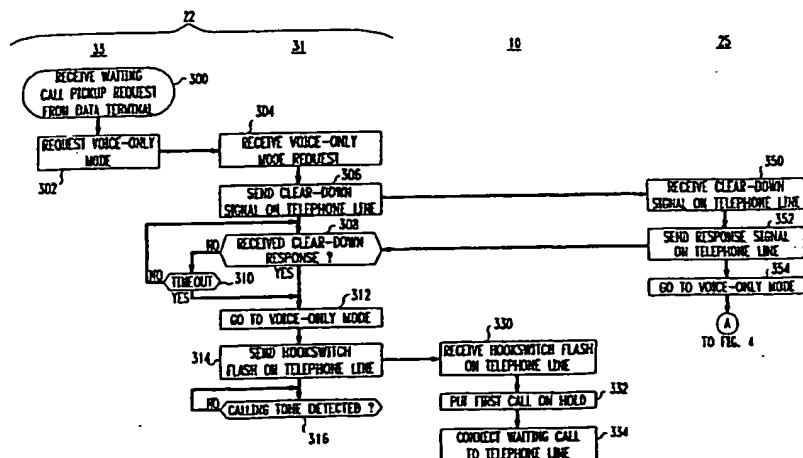 22
33
31
10
25
RECEIVE WAITING
CALL PICKUP REQUEST
FROM DATA TERMINAL
300
REQUEST VOICE-ONLY
MODE
302
304
RECEIVE VOICE-ONLY
MODE REQUEST
306
SEND CLEAR-DOWN
SIGNAL ON TELEPHONE LINE
350
RECEIVE CLEAR-DOWN
SIGNAL ON TELEPHONE LINE
352
SEND RESPONSE SIGNAL
ON TELEPHONE LINE
354
GO TO VOICE-ONLY MODE
A
TO FIG. 4
308
RECEIVED CLEAR-DOWN
RESPONSE ?
NO
YES
TIMEOUT
310
NO
YES
312
GO TO VOICE-ONLY MODE
314
SEND HOOKSWITCH
FLASH ON TELEPHONE LINE
NO
CALLING TONE DETECTED ?
316
330
RECEIVE HOOKSWITCH FLASH
ON TELEPHONE LINE
332
PUT FIRST CALL ON HOLD
334
CONNECT WAITING CALL
TO TELEPHONE LINE